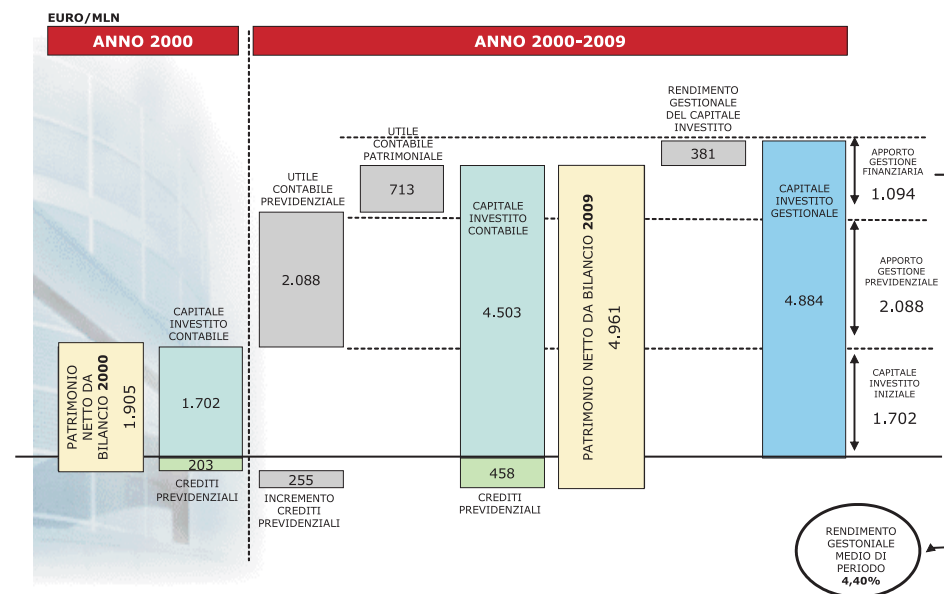 EURO/MLN
ANNO 2000
ANNO 2000-2009
PATRIMONIO
NETTO DA
BILANCIO 2000
1.905
CAPITALE
INVESTITO
CONTABILE
1.702
203
CREDITI
PREVIDENZIALI
UTILE
CONTABILE
PREVIDENZIALE
2.088
255
INCREMENTO
CREDITI
PREVIDENZIALI
UTILE
CONTABILE
PATRIMONIALE
713
CAPITALE
INVESTITO
CONTABILE
4.503
458
CREDITI
PREVIDENZIALI
PATRIMONIO NETTO DA BILANCIO 2009
4.961
RENDIMENTO
GESTIONALE
DEL CAPITALE
INVESTITO
381
CAPITALE
INVESTITO
GESTIONALE
4.884
APPORTO
GESTIONE
FINANZIARIA
1.094
APPORTO
GESTIONE
PREVIDENZIALE
2.088
CAPITALE
INVESTITO
INIZIALE
1.702
RENDIMENTO
GESTONIALE
MEDIO DI
PERIODO
4,40%